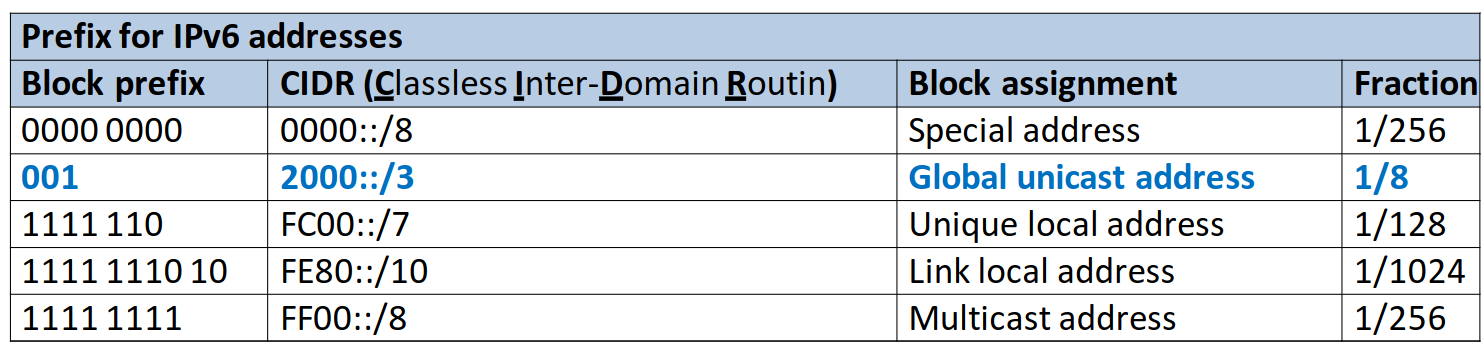 Prefix for IPv6 addresses
Block prefix CIDR (Classless Inter-Domain Routin) Block assignment Fraction
0000 0000 0000::/8 Special address 1/256
001 2000::/3 Global unicast address 1/8
1111 110 FC00::/7 Unique local address 1/128
1111 1110 10 FE80::/10 Link local address 1/1024
1111 1111 FF00::/8 Multicast address 1/256